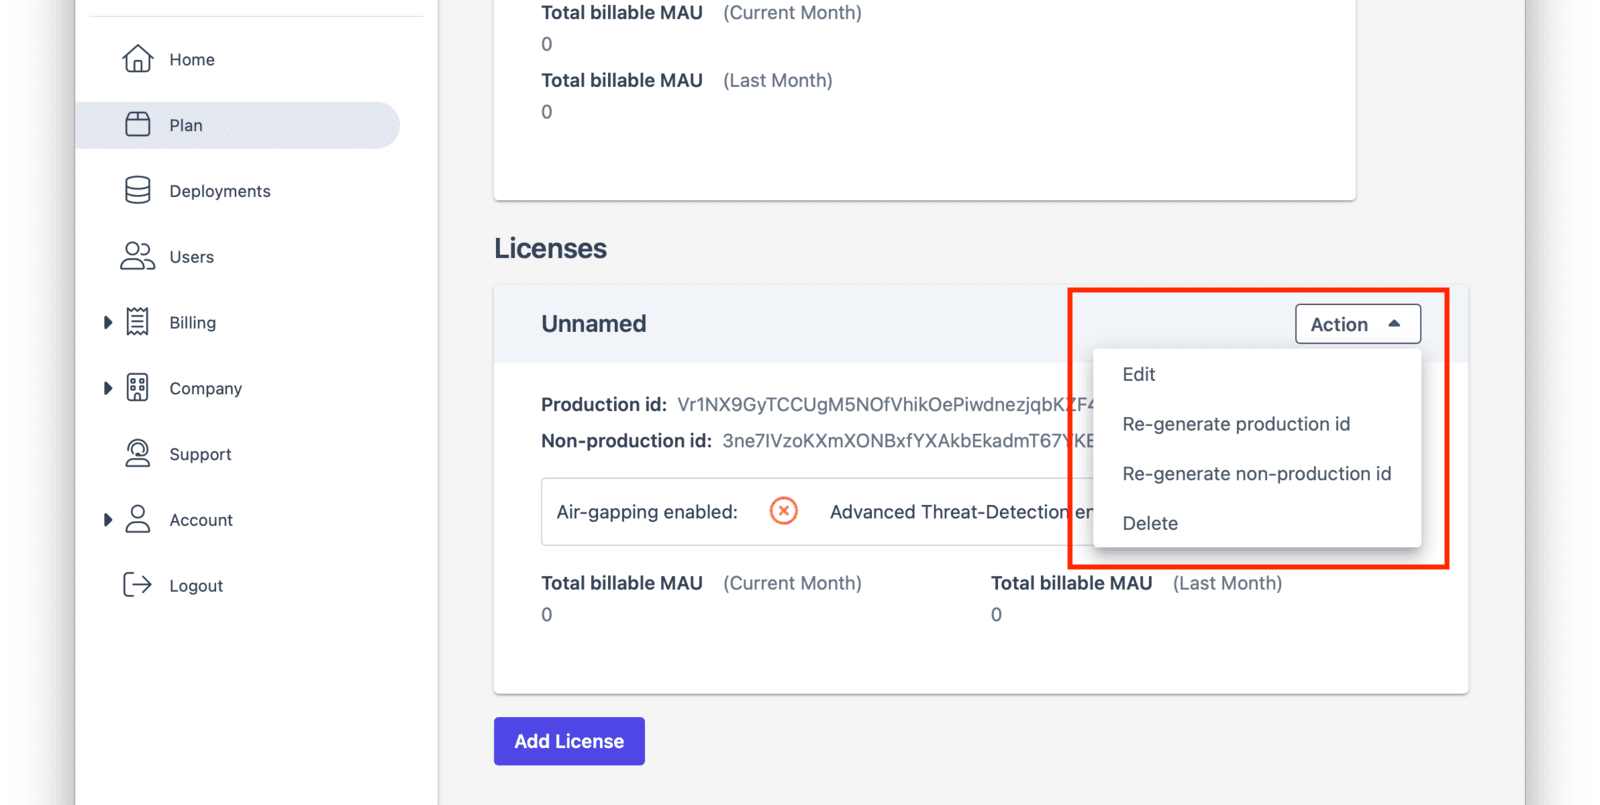 Home
Plan
Deployments
Users
Billing
Company
Support
Account
Logout
Total billable MAU (Current Month)
0
Total billable MAU (Last Month)
0
Licenses
Unnamed
Action
Edit
Re-generate production id
Re-generate non-production id
Delete
Production id: Vr1NX9GyTCCUgM5NOfVhikOePiwdnezjqbKZF4
Non-production id: 3ne7IVzoKXmXONBxfYXAkbEkadmT67YKE
Air-gapping enabled: Advanced Threat-Detection en
Total billable MAU (Current Month) Total billable MAU (Last Month)
0 0
Add License